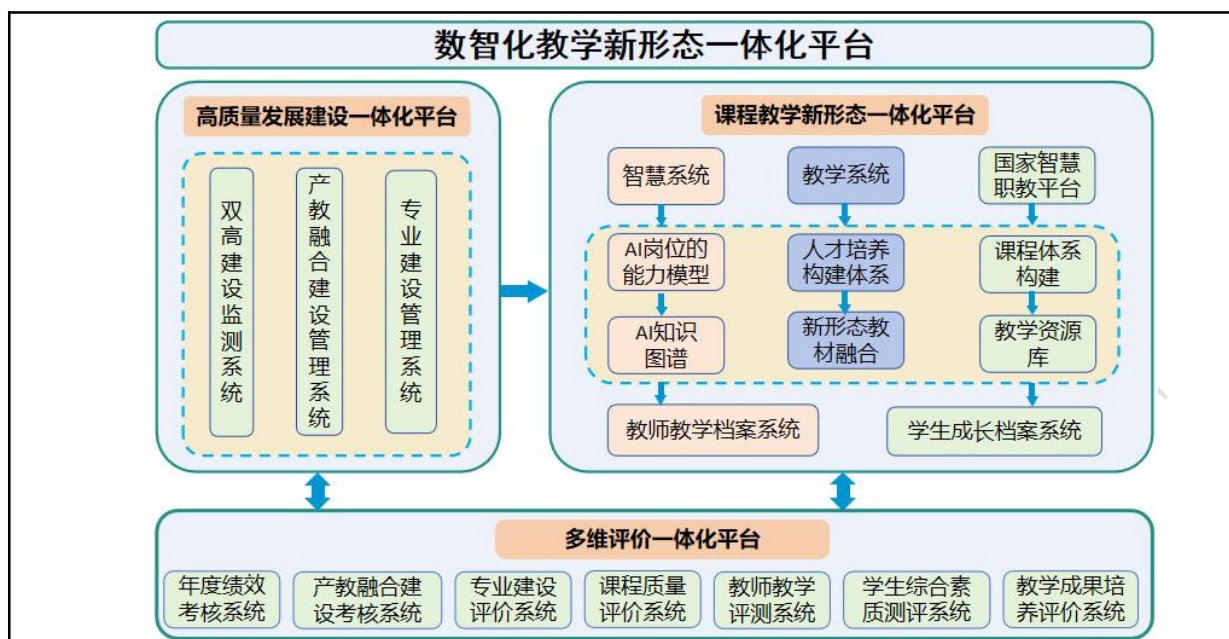 数智化教学新形态一体化平台
高质量发展建设一体化平台
双高建设监测系统
产教融合建设管理系统
专业建设管理系统
课程教学新形态一体化平台
智慧系统
教学系统
国家智慧
职教平台
AI岗位的
能力模型
人才培养
构建体系
课程体系
构建
AI知识
图谱
新形态教
材融合
教学资源
库
教师教学档案系统
学生成长档案系统
多维评价一体化平台
年度绩效
考核系统
产教融合建
设考核系统
专业建设
评价系统
课程质量
评价系统
教师教学
评测系统
学生综合素
质测评系统
教学成果培
养评价系统